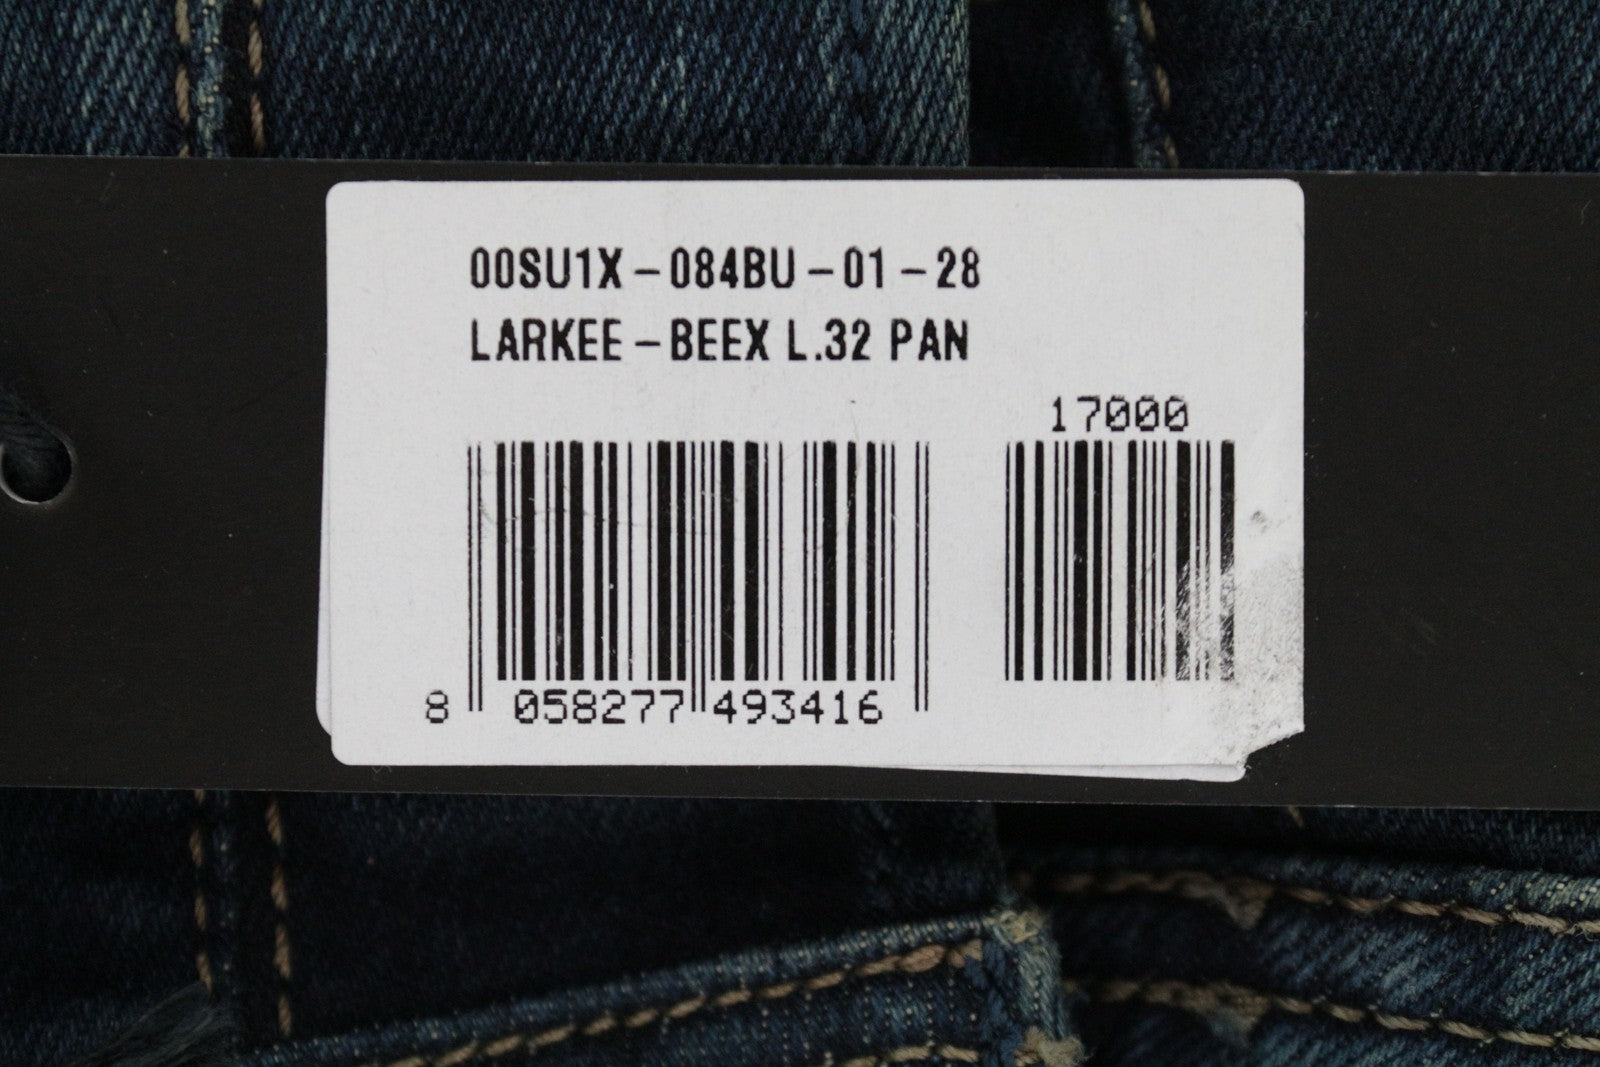 00SU1X-084BU-01-28
LARKEE-BEEX L.32 PAN
17000
8 058277 493416